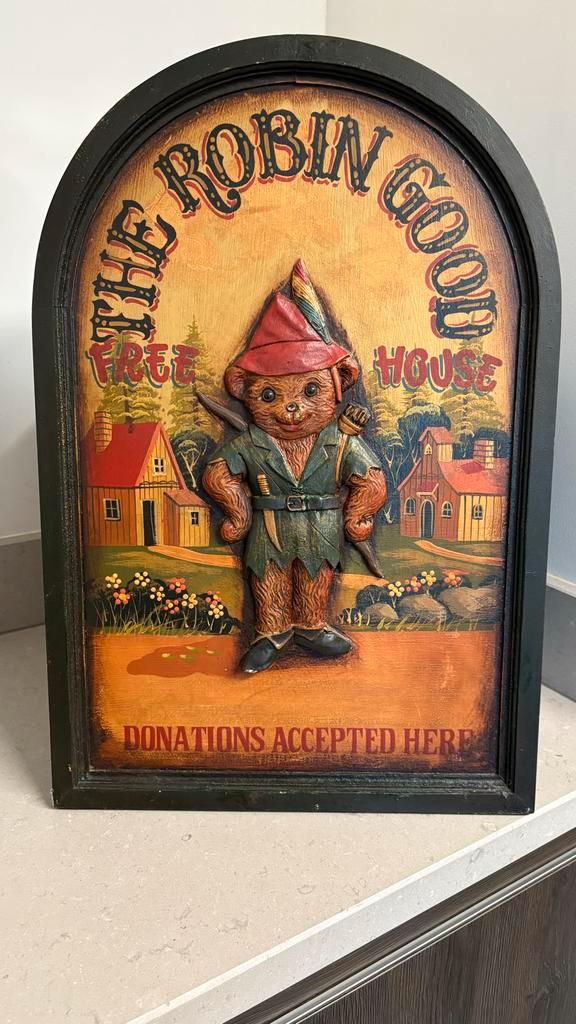 THE ROBIN GOOD
FREE HOUSE
DONATIONS ACCEPTED HERE